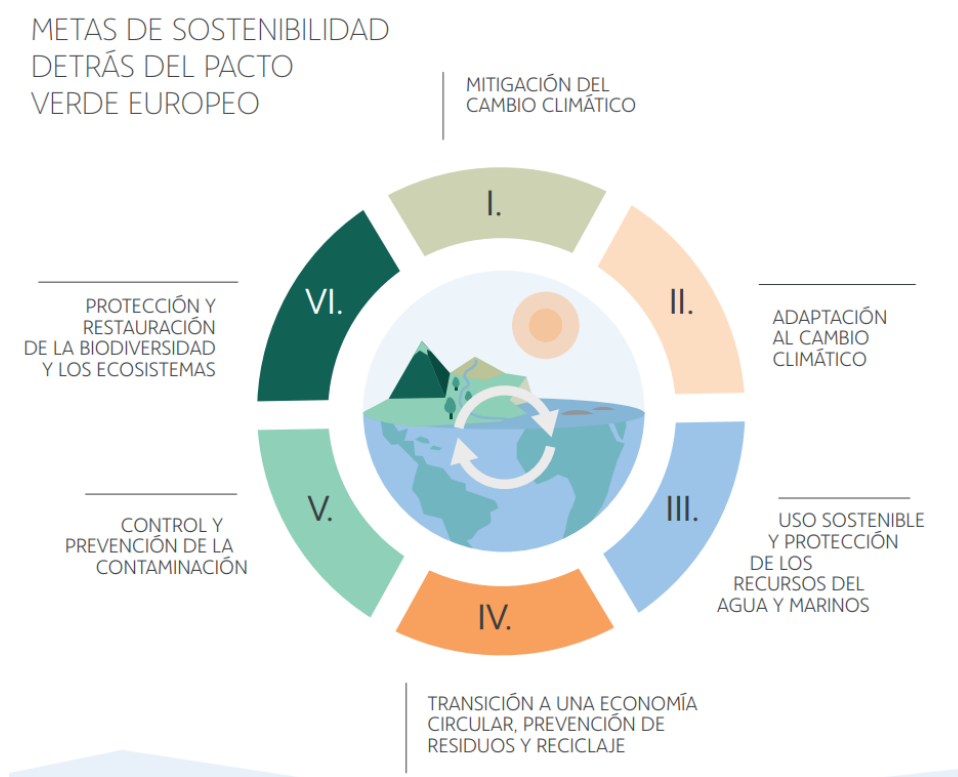 METAS DE SOSTENIBILIDAD
DETRÁS DEL PACTO
VERDE EUROPEO
MITIGACIÓN DEL
CAMBIO CLIMÁTICO
I.
II.
ADAPTACIÓN
AL CAMBIO
CLIMÁTICO
III.
USO SOSTENIBLE
Y PROTECCIÓN
DE LOS
RECURSOS DEL
AGUA Y MARINOS
IV.
TRANSICIÓN A UNA ECONOMÍA
CIRCULAR, PREVENCIÓN DE
RESIDUOS Y RECICLAJE
V.
CONTROL Y
PREVENCIÓN DE LA
CONTAMINACIÓN
VI.
PROTECCIÓN Y
RESTAURACIÓN
DE LA BIODIVERSIDAD
Y LOS ECOSISTEMAS